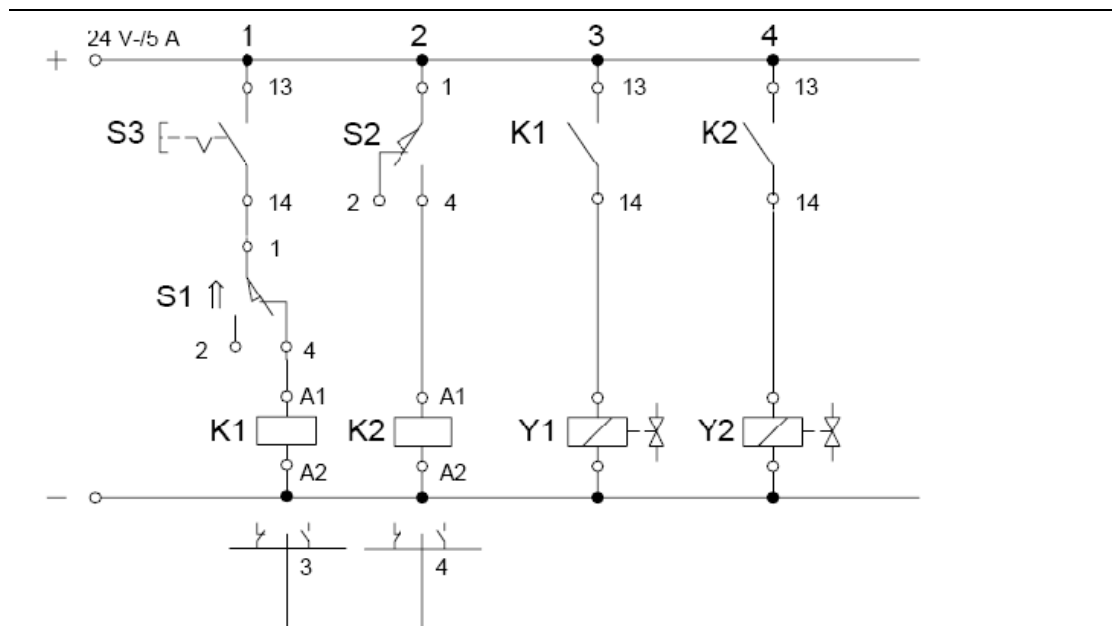 24 V-/5 A 1 2 3 4
+
13 1 13 13
S3 S2 K1 K2
14 2 4 14 14
1
S1 ⇑
2 4
A1 A1
K1 K2 Y1 Y2
A2 A2
−
3 4